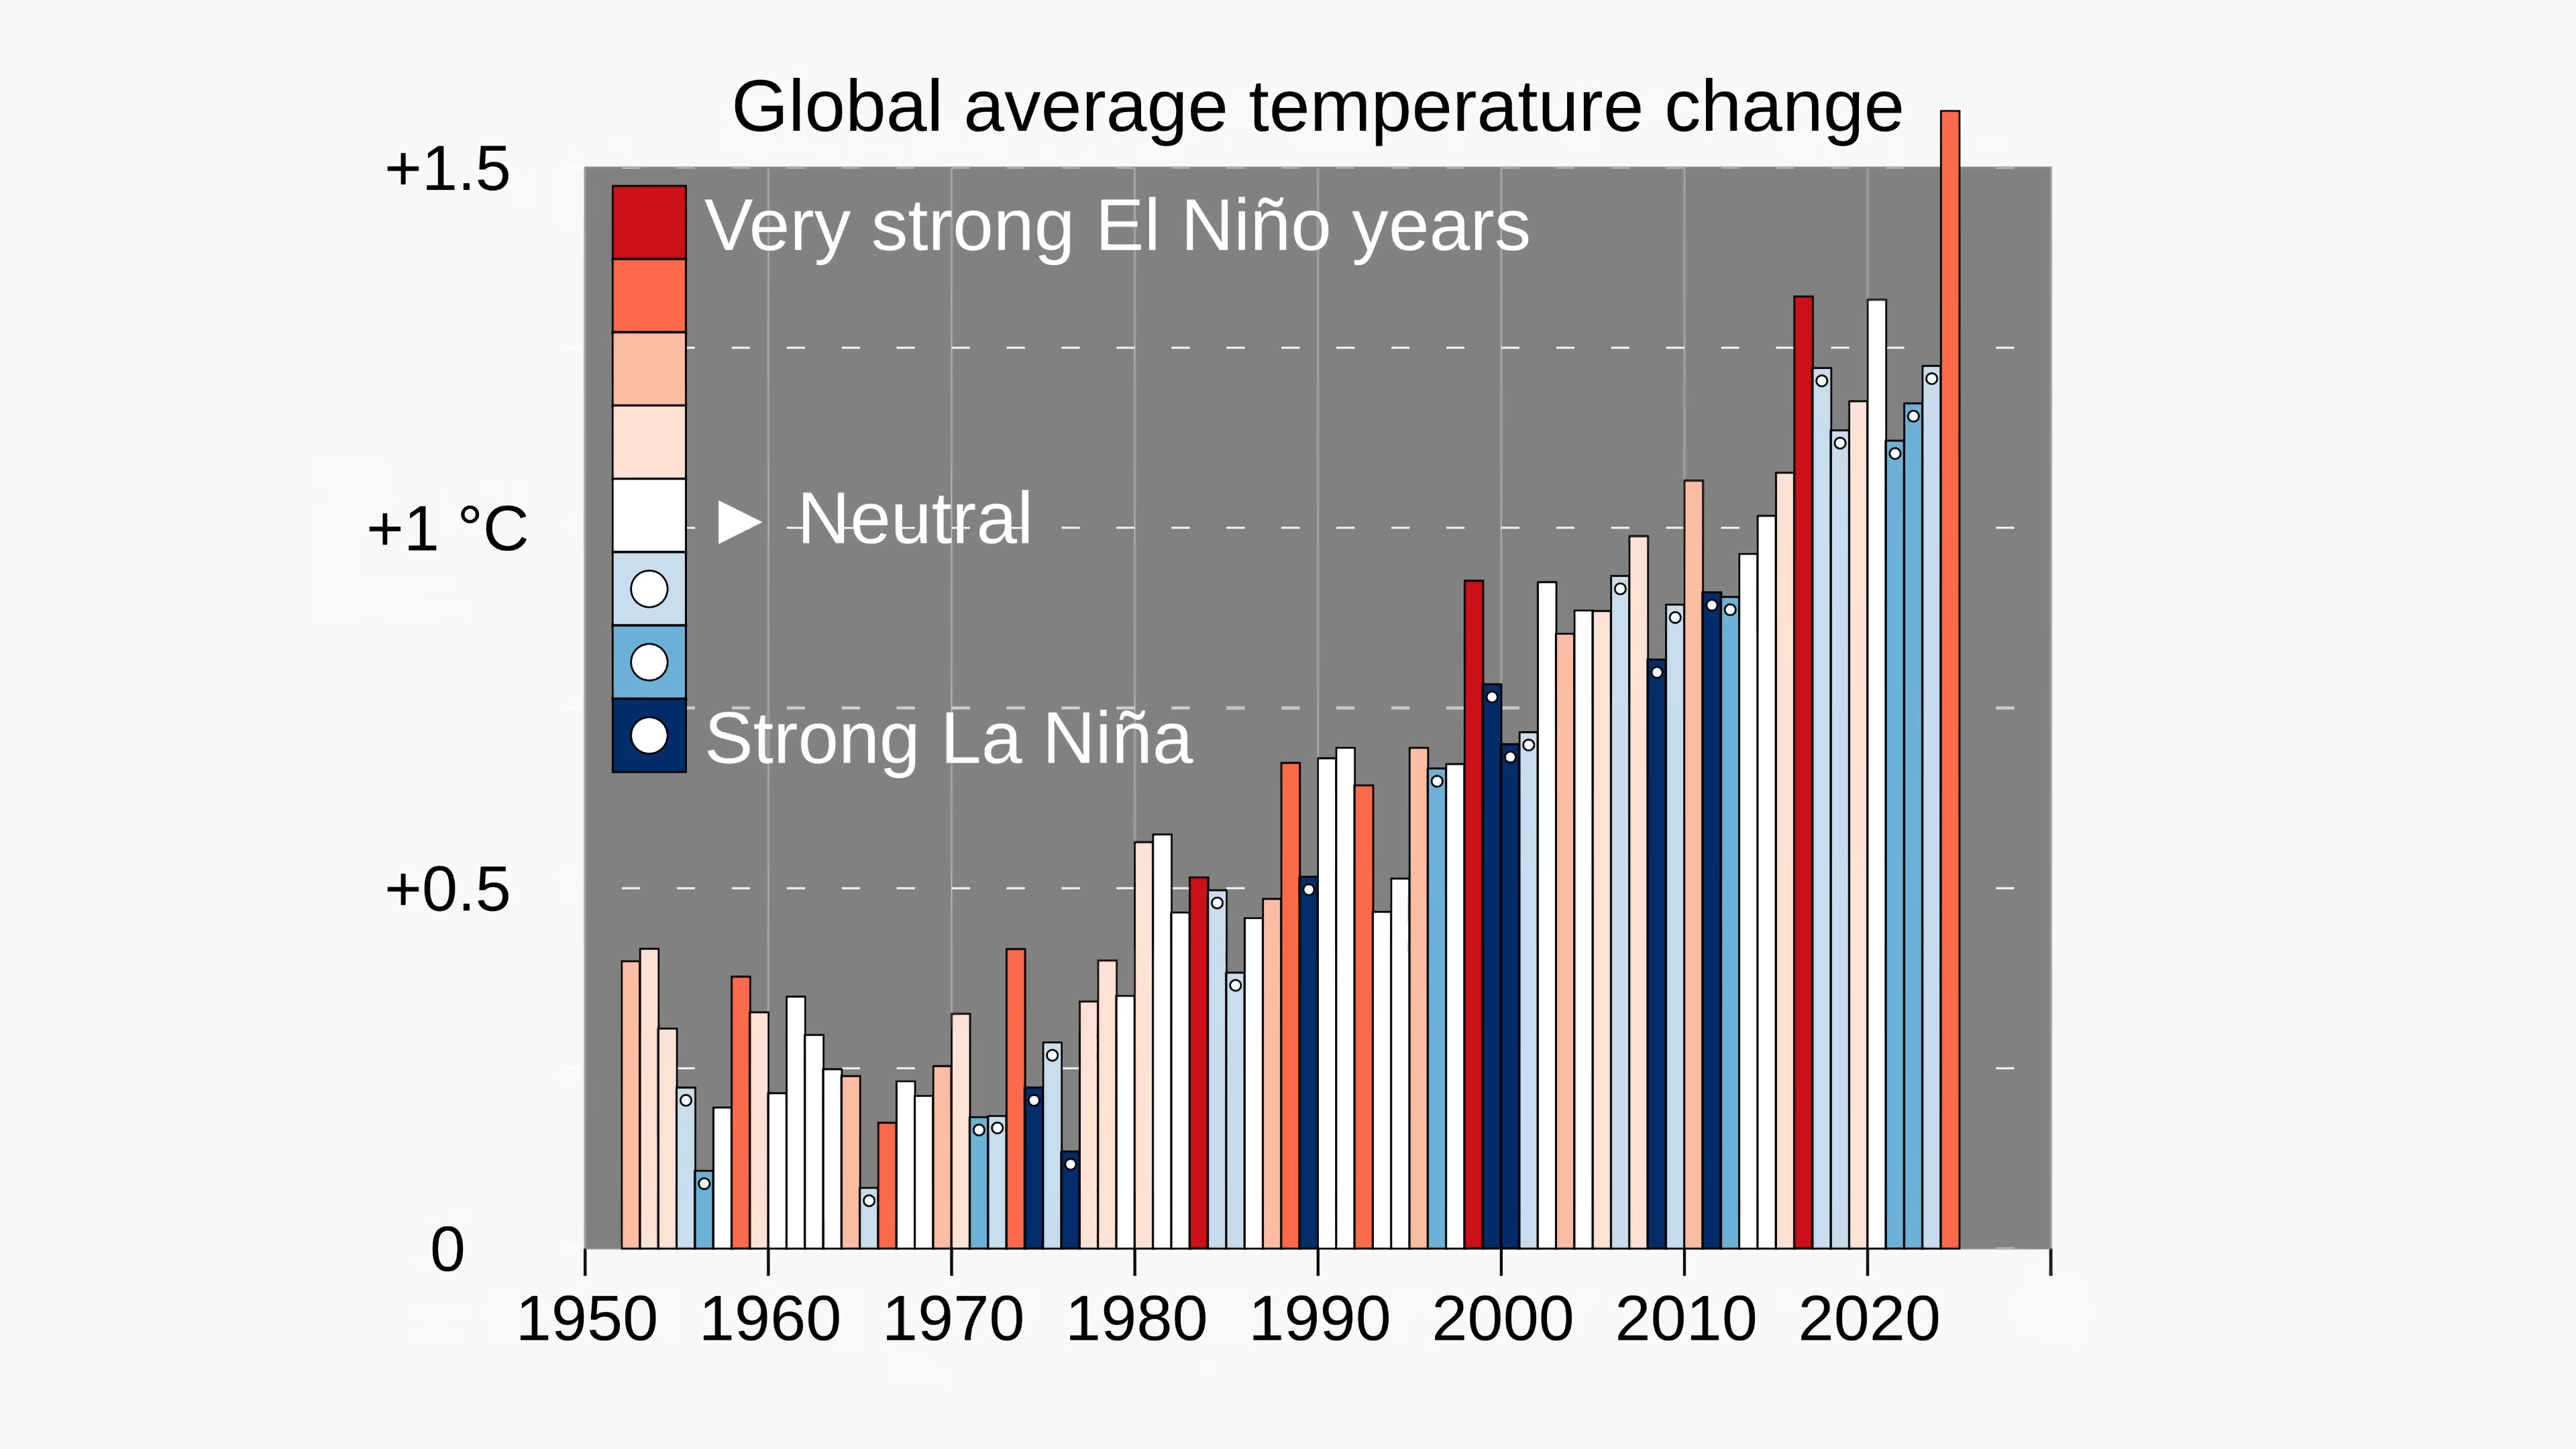 Global average temperature change
+1.5
Very strong El Niño years
+1 °C
► Neutral
Strong La Niña
+0.5
0
1950 1960 1970 1980 1990 2000 2010 2020